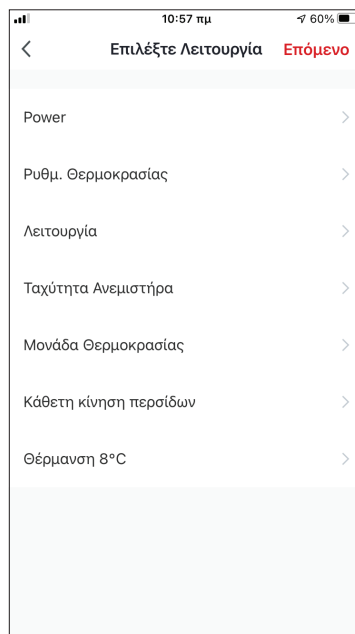 10:57 πμ 60%
Επιλέξτε Λειτουργία Επόμενο
Power
Ρυθμ. Θερμοκρασίας
Λειτουργία
Ταχύτητα Ανεμιστήρα
Μονάδα Θερμοκρασίας
Κάθετη κίνηση περσίδων
Θέρμανση 8°C